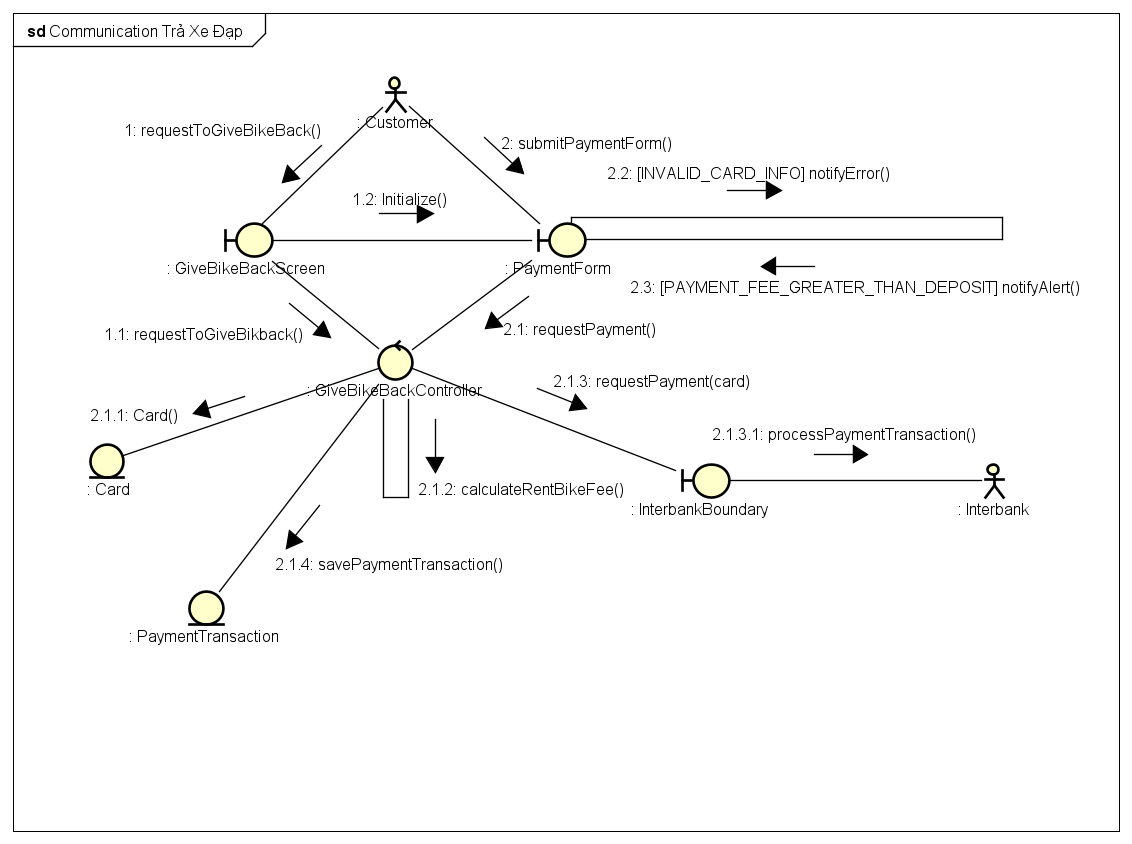 sd Communication Trả Xe Đạp
: Customer
1: requestToGiveBikeBack()
2: submitPaymentForm()
2.2: [INVALID_CARD_INFO] notifyError()
1.2: Initialize()
: GiveBikeBackScreen
: PaymentForm
2.3: [PAYMENT_FEE_GREATER_THAN_DEPOSIT] notifyAlert()
1.1: requestToGiveBikback()
2.1: requestPayment()
: GiveBikeBackController
2.1.3: requestPayment(card)
2.1.1: Card()
2.1.3.1: processPaymentTransaction()
: Card
2.1.2: calculateRentBikeFee()
: InterbankBoundary
: Interbank
2.1.4: savePaymentTransaction()
: PaymentTransaction